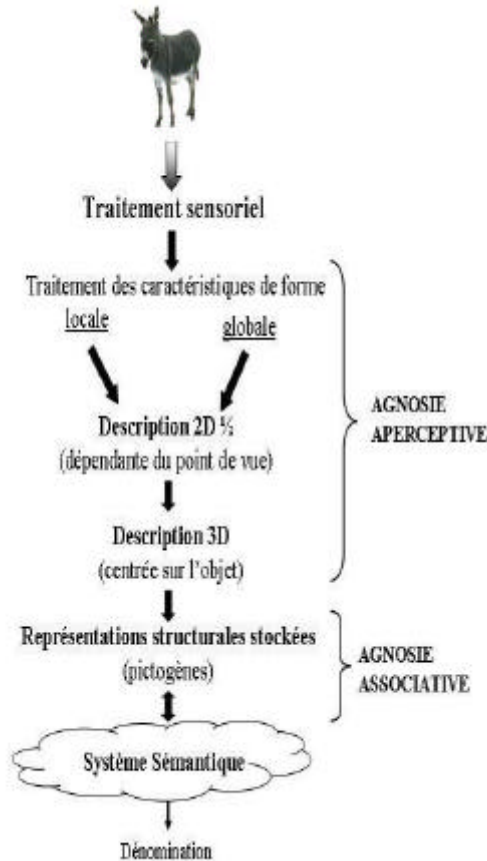 Traitement sensoriel
Traitement des caractéristiques de forme
locale
globale
Description 2D ½
(dépendante du point de vue)
AGNOSIE
APERCEPTIVE
Description 3D
(centrée sur l'objet)
Représentations structurales stockées
(pictogènes)
AGNOSIE
ASSOCIATIVE
Système Sémantique
Dénomination